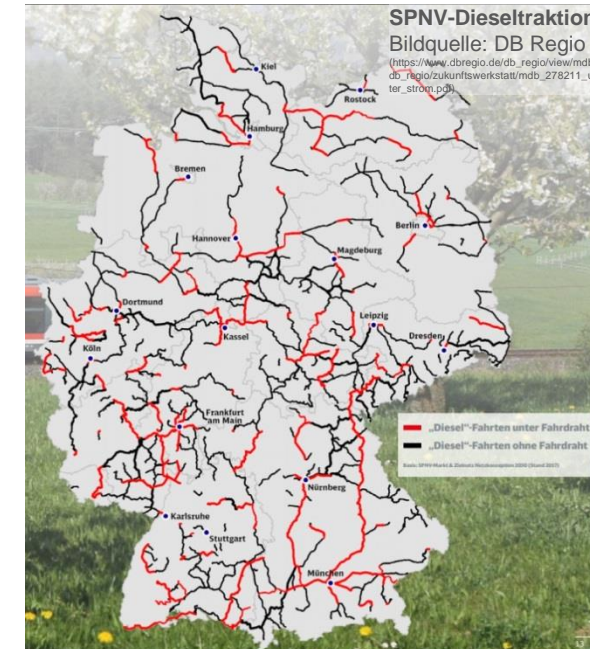 SPNV-Dieseltraktion
Bildquelle: DB Regio
(https://www.dbregio.de/db_regio/view/mdb
db_regio/zukunftswerkstatt/mdb_278211_u
ter_strom.pdf)
Kiel
Rostock
Hamburg
Bremen
Berlin
Hannover
Magdeburg
Dortmund
Leipzig
Kassel
Dresden
Köln
Frankfurt
am Main
„Diesel“-Fahrten unter Fahrdraht
„Diesel“-Fahrten ohne Fahrdraht
Nürnberg
Karlsruhe
Stuttgart
München